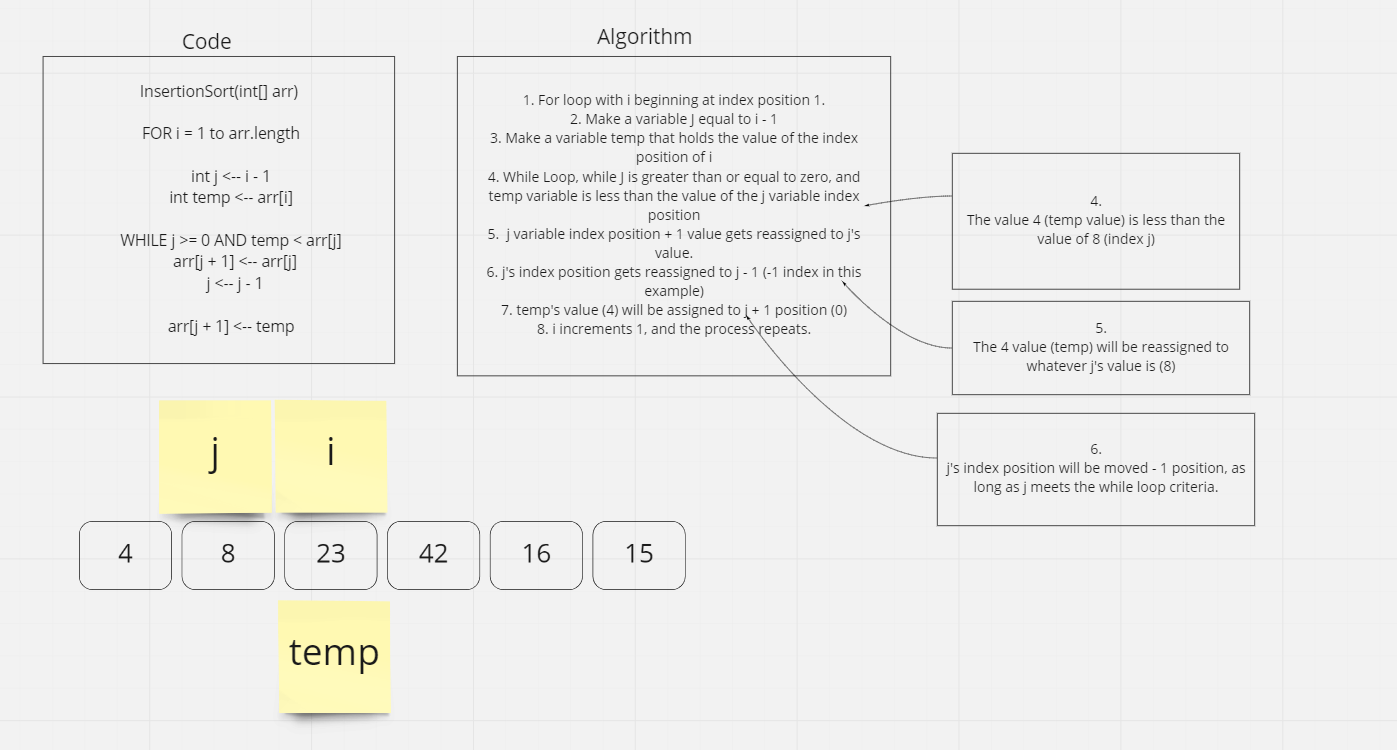 Code
InsertionSort(int[] arr)
FOR i = 1 to arr.length
int j <-- i - 1
int temp <-- arr[i]
WHILE j >= 0 AND temp < arr[j]
arr[j + 1] <-- arr[j]
j <-- j - 1
arr[j + 1] <-- temp
Algorithm
1. For loop with i beginning at index position 1.
2. Make a variable J equal to i - 1
3. Make a variable temp that holds the value of the index
position of i
4. While Loop, while J is greater than or equal to zero, and
temp variable is less than the value of the j variable index
position
5. j variable index position + 1 value gets reassigned to j's
value.
6. j's index position gets reassigned to j - 1 (-1 index in this
example)
7. temp's value (4) will be assigned to j + 1 position (0)
8. i increments 1, and the process repeats.
4.
The value 4 (temp value) is less than the
value of 8 (index j)
5.
The 4 value (temp) will be reassigned to
whatever j's value is (8)
6.
j's index position will be moved - 1 position, as
long as j meets the while loop criteria.
j i
4 8 23 42 16 15
temp